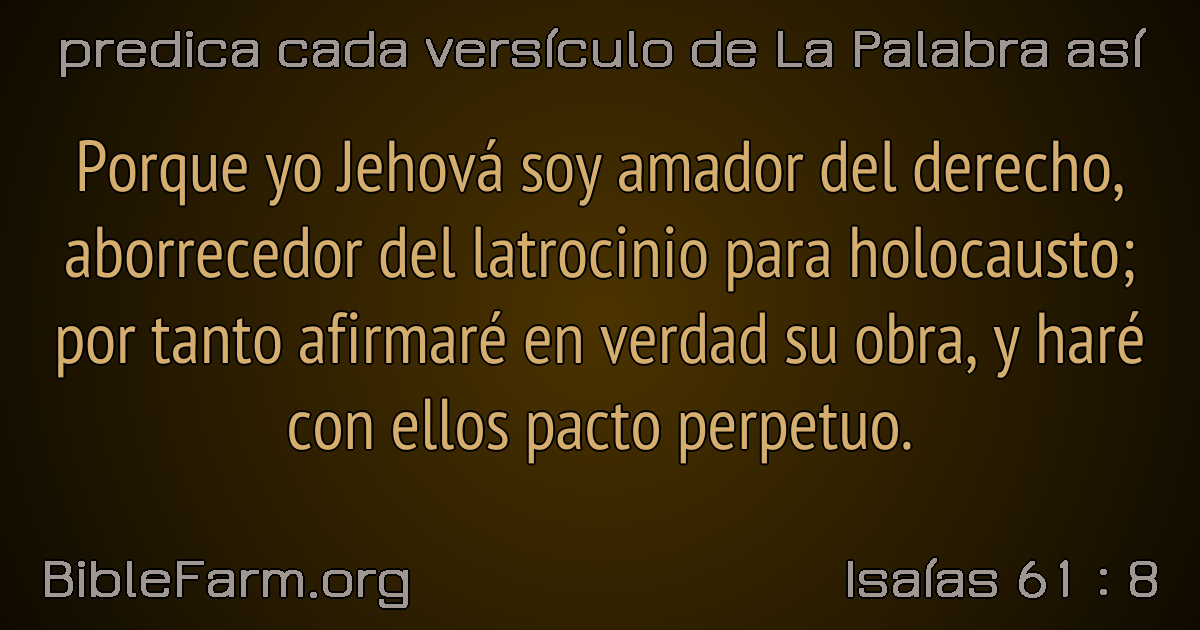 predica cada versículo de La Palabra así
Porque yo Jehová soy amador del derecho,
aborrecedor del latrocinio para holocausto;
por tanto afirmaré en verdad su obra, y haré
con ellos pacto perpetuo.
BibleFarm.org
Isaías 61 : 8